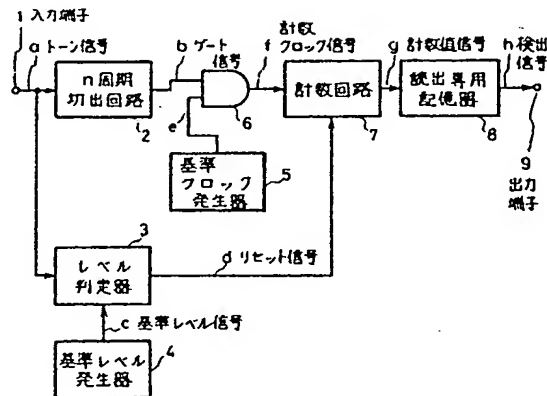 1 入力端子
a トーン信号
n周期
切出回路
2
b ゲート
信号
e
6
f
計数
クロック信号
計数回路
7
g 計数値信号
読出専用
記憶器
8
h 検出
信号
9
出力
端子
基準
クロック
発生器
5
3
レベル
判定器
d リセット信号
c 基準レベル信号
基準レベル
発生器
4